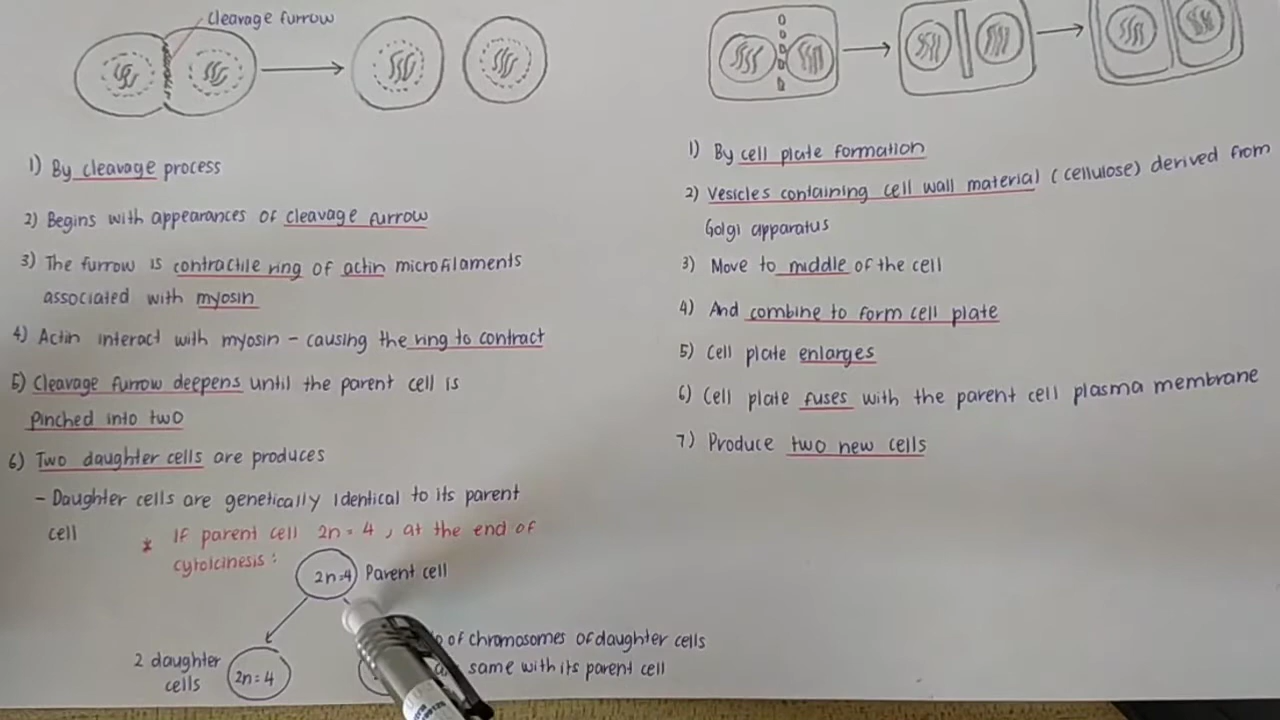 cleavage furrow
1) By cleavage process
2) Begins with appearances of cleavage furrow
3) The furrow is contractile ring of actin microfilaments
associated with myosin
4) Actin interact with myosin - causing the ring to contract
5) Cleavage furrow deepens until the parent cell is
pinched into two
6) Two daughter cells are produces
- Daughter cells are genetically identical to its parent
cell
* If parent cell 2n = 4, at the end of
cytokinesis:
2n=4 Parent cell
2 daughter
cells
2n=4
of chromosomes of daughter cells
same with its parent cell
1) By cell plate formation
2) Vesicles containing cell wall material (cellulose) derived from
Golgi apparatus
3) Move to middle of the cell
4) And combine to form cell plate
5) Cell plate enlarges
6) Cell plate fuses with the parent cell plasma membrane
7) Produce two new cells